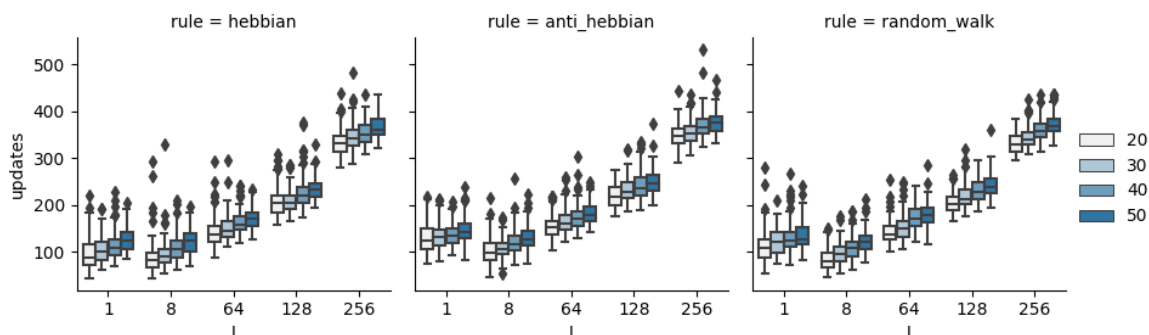 rule = hebbian
rule = anti_hebbian
rule = random_walk
updates
500
400
300
200
100
1 8 64 128 256
1 8 64 128 256
1 8 64 128 256
20
30
40
50